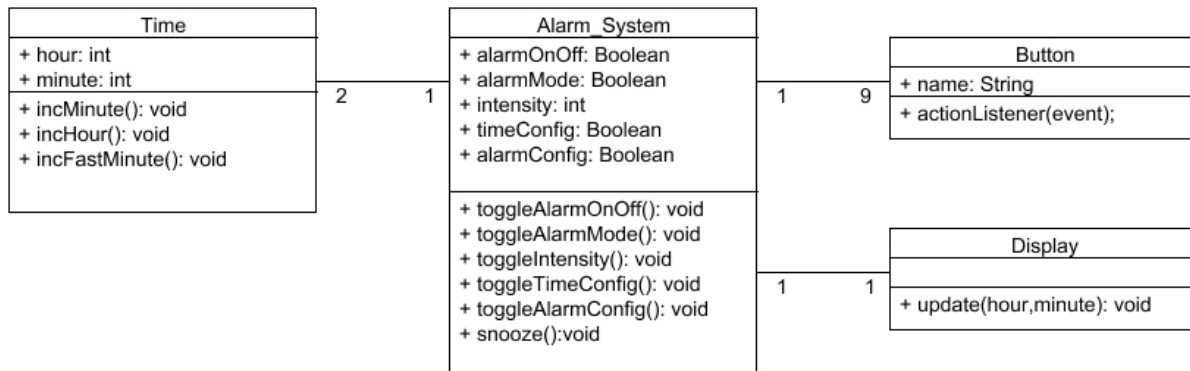 Time
+ hour: int
+ minute: int
+ incMinute(): void
+ incHour(): void
+ incFastMinute(): void
2
1
Alarm_System
+ alarmOnOff: Boolean
+ alarmMode: Boolean
+ intensity: int
+ timeConfig: Boolean
+ alarmConfig: Boolean
+ toggleAlarmOnOff(): void
+ toggleAlarmMode(): void
+ toggleIntensity(): void
+ toggleTimeConfig(): void
+ toggleAlarmConfig(): void
+ snooze():void
1
9
Button
+ name: String
+ actionListener(event);
1
1
Display
+ update(hour,minute): void